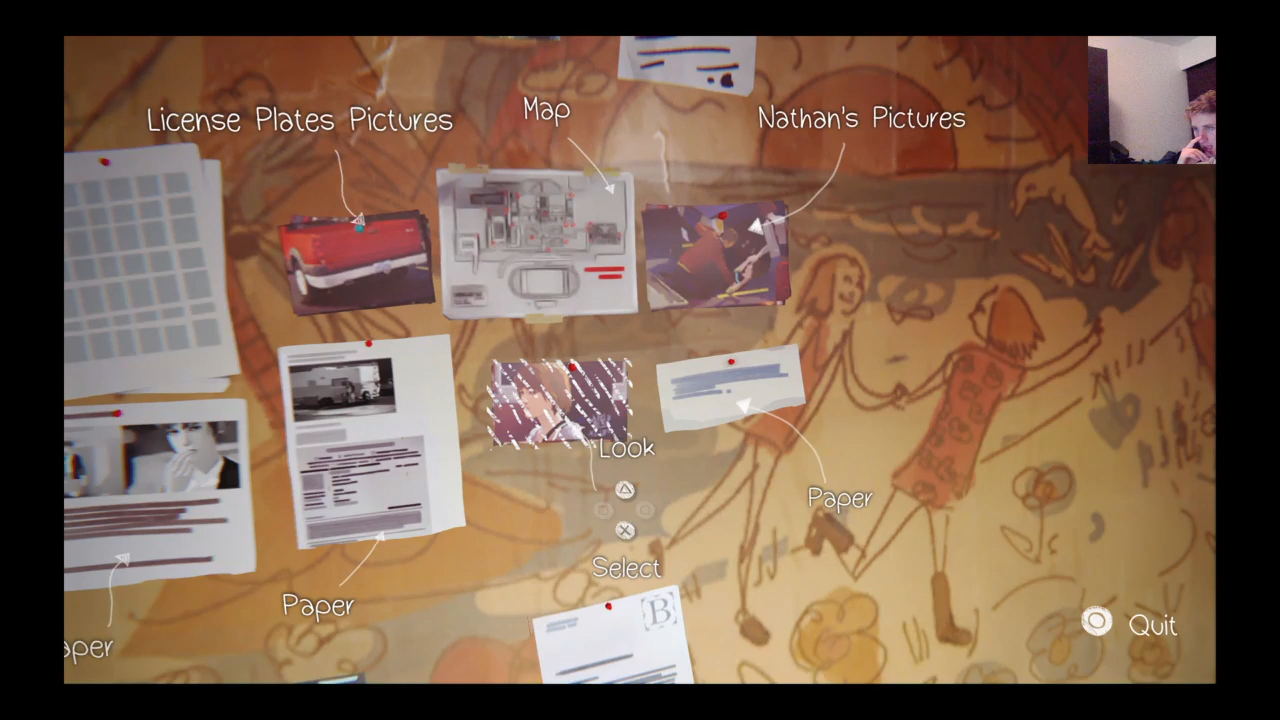 License Plates Pictures
Map
Nathan's Pictures
Look
Select
Paper
Paper
aper
B
Quit